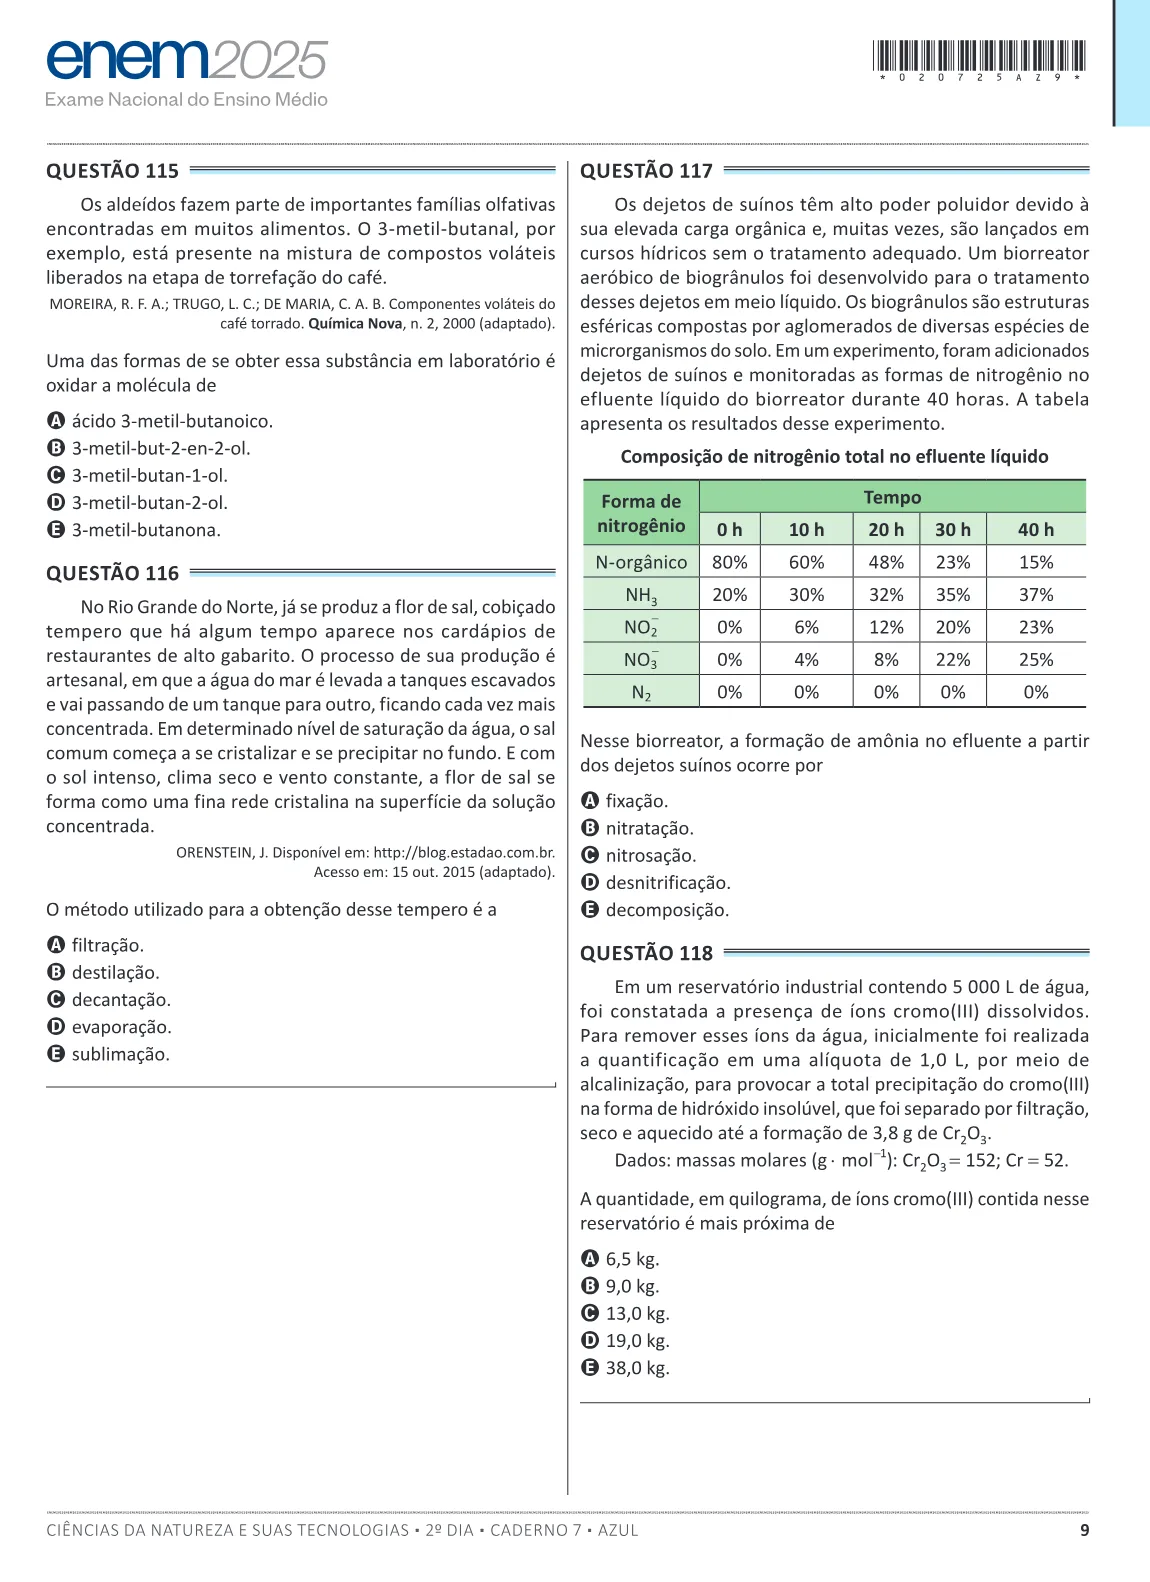 enem2025
Exame Nacional do Ensino Médio
*020725AZ9*
QUESTÃO 115
Os aldeídos fazem parte de importantes famílias olfativas
encontradas em muitos alimentos. O 3-metil-butanal, por
exemplo, está presente na mistura de compostos voláteis
liberados na etapa de torrefação do café.
MOREIRA, R. F. A.; TRUGO, L. C.; DE MARIA, C. A. B. Componentes voláteis do
café torrado. Química Nova, n. 2, 2000 (adaptado).
Uma das formas de se obter essa substância em laboratório é
oxidar a molécula de
A ácido 3-metil-butanoico.
B 3-metil-but-2-en-2-ol.
C 3-metil-butan-1-ol.
D 3-metil-butan-2-ol.
E 3-metil-butanona.
QUESTÃO 116
No Rio Grande do Norte, já se produz a flor de sal, cobiçado
tempero que há algum tempo aparece nos cardápios de
restaurantes de alto gabarito. O processo de sua produção é
artesanal, em que a água do mar é levada a tanques escavados
e vai passando de um tanque para outro, ficando cada vez mais
concentrada. Em determinado nível de saturação da água, o sal
comum começa a se cristalizar e se precipitar no fundo. E com
o sol intenso, clima seco e vento constante, a flor de sal se
forma como uma fina rede cristalina na superfície da solução
concentrada.
ORENSTEIN, J. Disponível em: http://blog.estadao.com.br.
Acesso em: 15 out. 2015 (adaptado).
O método utilizado para a obtenção desse tempero é a
A filtração.
B destilação.
C decantação.
D evaporação.
E sublimação.
QUESTÃO 117
Os dejetos de suínos têm alto poder poluidor devido à
sua elevada carga orgânica e, muitas vezes, são lançados em
cursos hídricos sem o tratamento adequado. Um biorreator
aeróbico de biogrânulos foi desenvolvido para o tratamento
desses dejetos em meio líquido. Os biogrânulos são estruturas
esféricas compostas por aglomerados de diversas espécies de
microrganismos do solo. Em um experimento, foram adicionados
dejetos de suínos e monitoradas as formas de nitrogênio no
efluente líquido do biorreator durante 40 horas. A tabela
apresenta os resultados desse experimento.
Composição de nitrogênio total no efluente líquido
Forma de nitrogênio Tempo
0 h 10 h 20 h 30 h 40 h
N-orgânico 80% 60% 48% 23% 15%
NH₃ 20% 30% 32% 35% 37%
NO₂⁻ 0% 6% 12% 20% 23%
NO₃⁻ 0% 4% 8% 22% 25%
N₂ 0% 0% 0% 0% 0%
Nesse biorreator, a formação de amônia no efluente a partir
dos dejetos suínos ocorre por
A fixação.
B nitratação.
C nitrosação.
D desnitrificação.
E decomposição.
QUESTÃO 118
Em um reservatório industrial contendo 5 000 L de água,
foi constatada a presença de íons cromo(III) dissolvidos.
Para remover esses íons da água, inicialmente foi realizada
a quantificação em uma alíquota de 1,0 L, por meio de
alcalinização, para provocar a total precipitação do cromo(III)
na forma de hidróxido insolúvel, que foi separado por filtração,
seco e aquecido até a formação de 3,8 g de Cr₂O₃.
Dados: massas molares (g · mol⁻¹): Cr₂O₃ = 152; Cr = 52.
A quantidade, em quilograma, de íons cromo(III) contida nesse
reservatório é mais próxima de
A 6,5 kg.
B 9,0 kg.
C 13,0 kg.
D 19,0 kg.
E 38,0 kg.
CIÊNCIAS DA NATUREZA E SUAS TECNOLOGIAS • 2º DIA • CADERNO 7 • AZUL
9